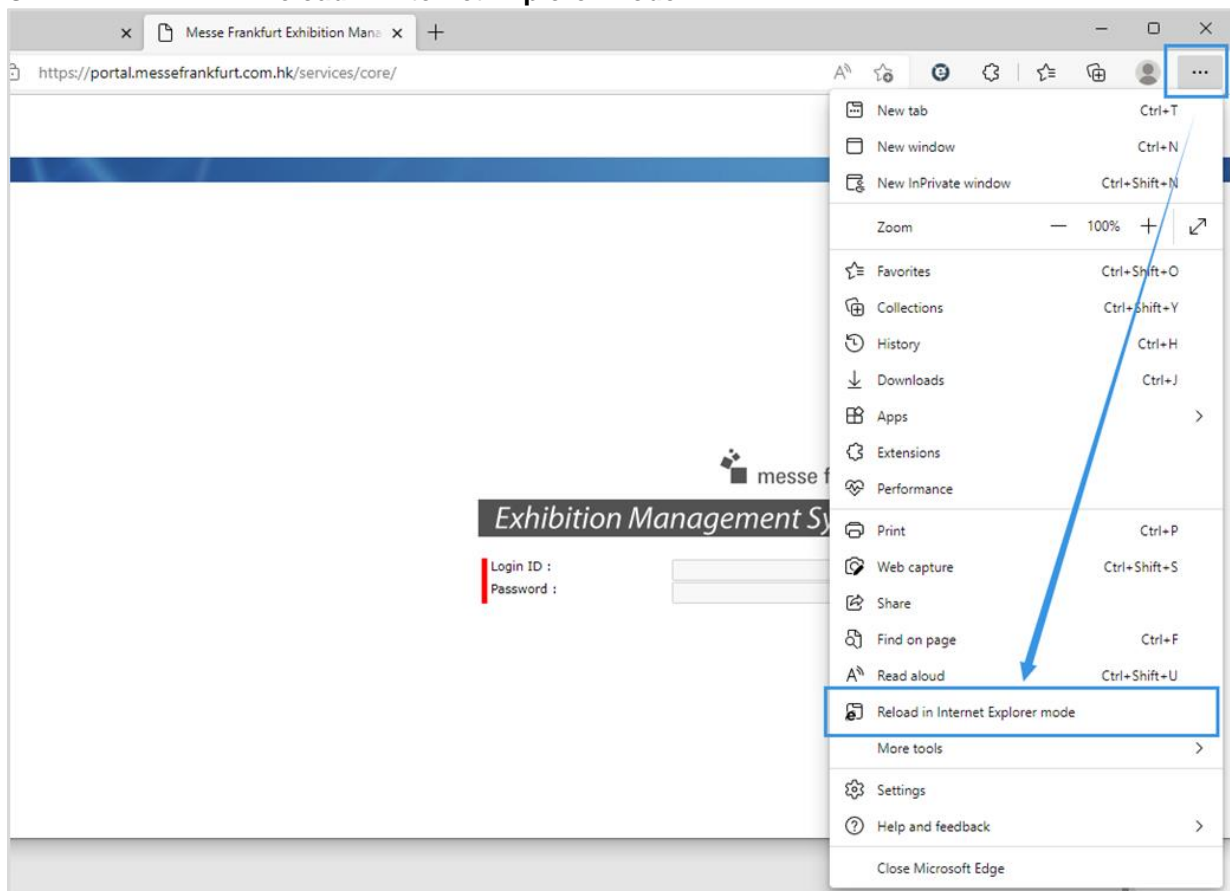 Messe Frankfurt Exhibition Mana
https://portal.messefrankfurt.com.hk/services/core/
New tab Ctrl+T
New window Ctrl+N
New InPrivate window Ctrl+Shift+N
Zoom — 100% +
Favorites Ctrl+Shift+O
Collections Ctrl+Shift+Y
History Ctrl+H
Downloads Ctrl+J
Apps
Extensions
Performance
messe f
Exhibition Management Sy
Print Ctrl+P
Login ID :
Web capture Ctrl+Shift+S
Password :
Share
Find on page Ctrl+F
Read aloud Ctrl+Shift+U
Reload in Internet Explorer mode
More tools
Settings
Help and feedback
Close Microsoft Edge